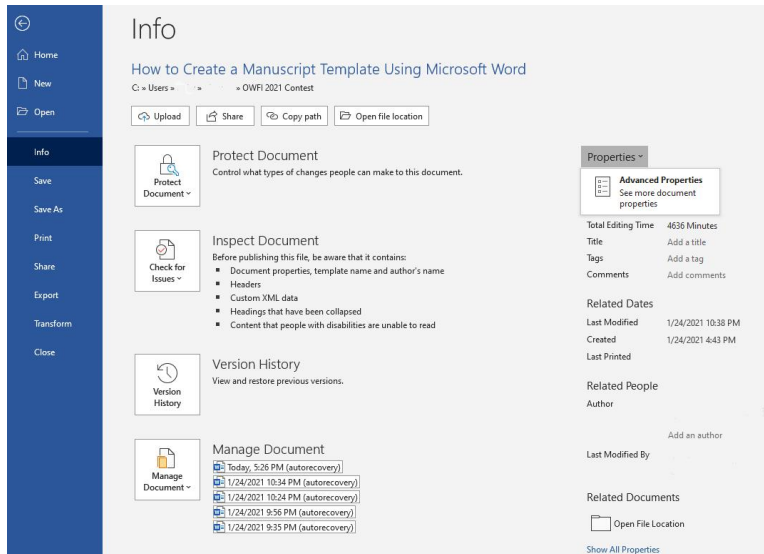 Info
Home
New
Open
Info
Save
Save As
Print
Share
Export
Transform
Close
How to Create a Manuscript Template Using Microsoft Word
C: » Users » » » OWFI 2021 Contest
Upload
Share
Copy path
Open file location
Protect Document ˅
Protect Document
Control what types of changes people can make to this document.
Check for Issues ˅
Inspect Document
Before publishing this file, be aware that it contains:
▪ Document properties, template name and author's name
▪ Headers
▪ Custom XML data
▪ Headings that have been collapsed
▪ Content that people with disabilities are unable to read
Version History
Version History
View and restore previous versions.
Manage Document ˅
Manage Document
Today, 5:26 PM (autorecovery)
1/24/2021 10:34 PM (autorecovery)
1/24/2021 10:24 PM (autorecovery)
1/24/2021 9:56 PM (autorecovery)
1/24/2021 9:35 PM (autorecovery)
Properties ˅
Advanced Properties
See more document
properties
Total Editing Time 4636 Minutes
Title Add a title
Tags Add a tag
Comments Add comments
Related Dates
Last Modified 1/24/2021 10:38 PM
Created 1/24/2021 4:43 PM
Last Printed
Related People
Author
Add an author
Last Modified By
Related Documents
Open File Location
Show All Properties